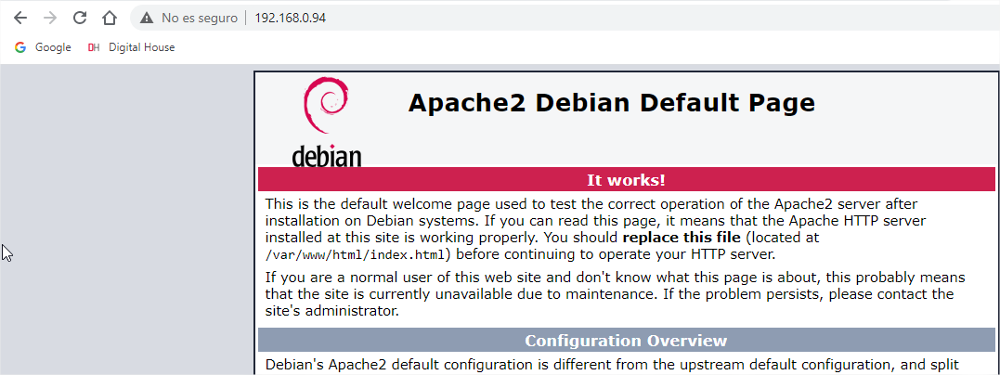 No es seguro 192.168.0.94
Google DH Digital House
debian
Apache2 Debian Default Page
It works!
This is the default welcome page used to test the correct operation of the Apache2 server after
installation on Debian systems. If you can read this page, it means that the Apache HTTP server
installed at this site is working properly. You should replace this file (located at
/var/www/html/index.html) before continuing to operate your HTTP server.
If you are a normal user of this web site and don't know what this page is about, this probably means
that the site is currently unavailable due to maintenance. If the problem persists, please contact the
site's administrator.
Configuration Overview
Debian's Apache2 default configuration is different from the upstream default configuration, and split